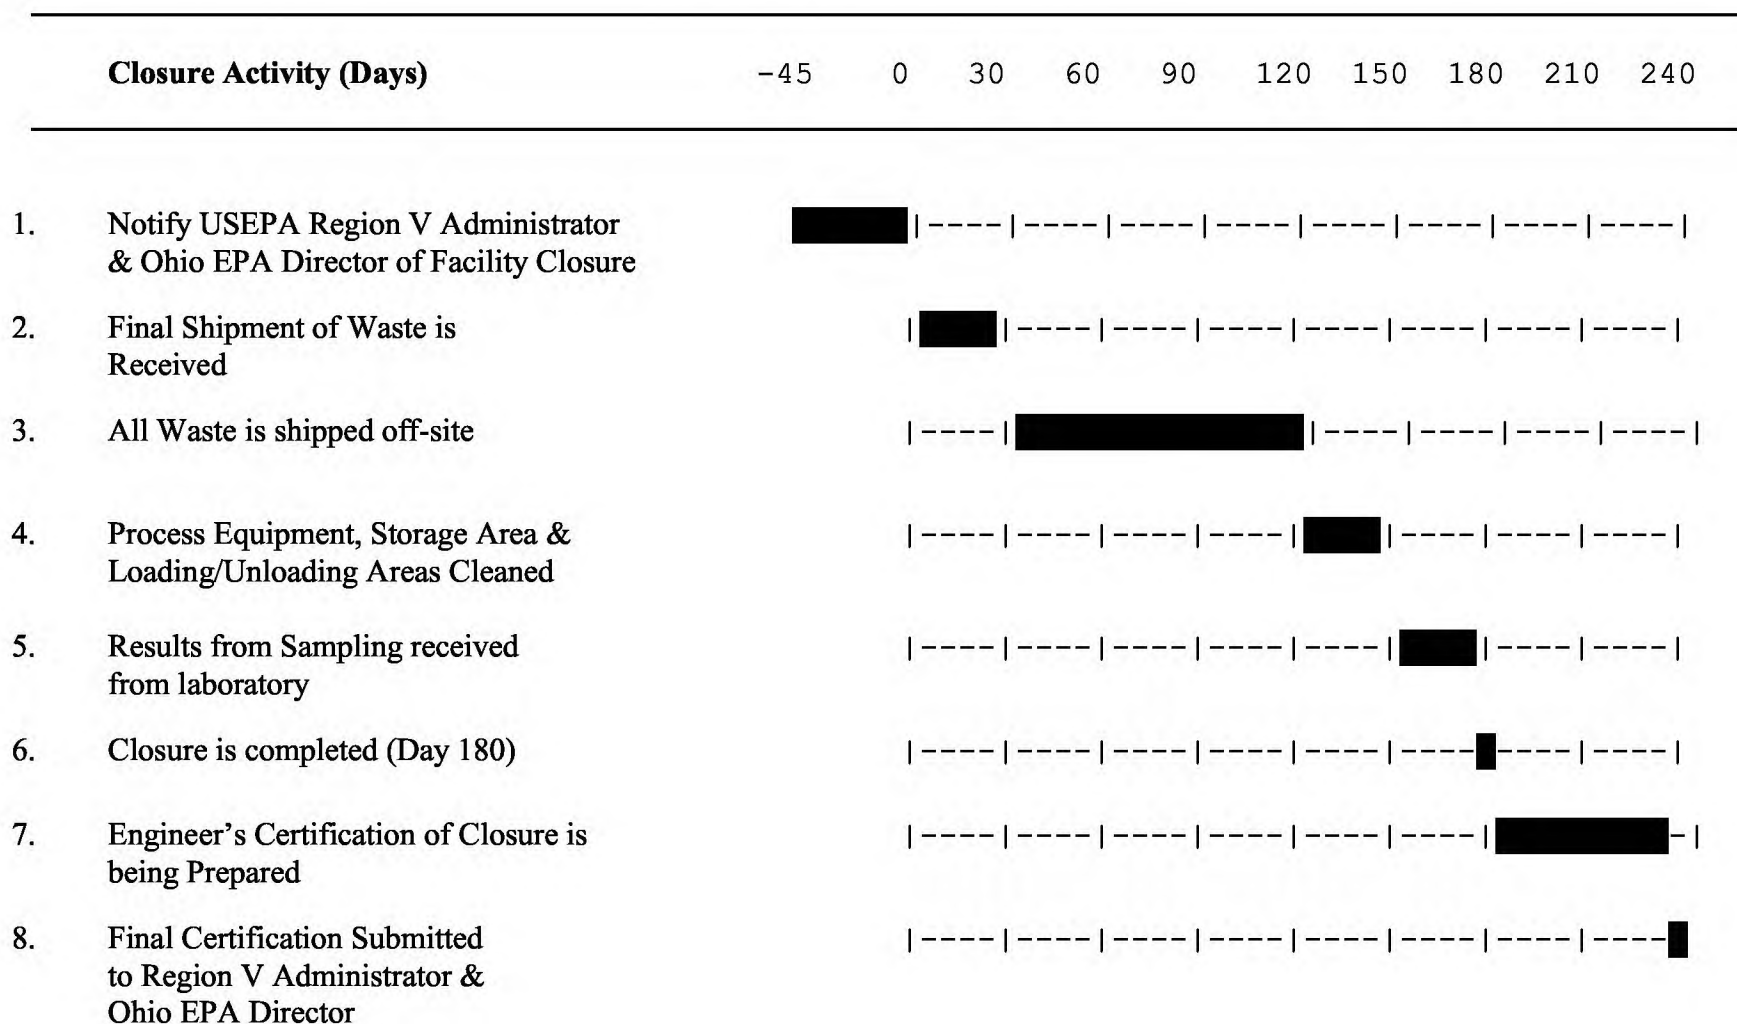 Closure Activity (Days) -45 0 30 60 90 120 150 180 210 240
1. Notify USEPA Region V Administrator
& Ohio EPA Director of Facility Closure
|----|----|----|----|----|----|----|----|
2. Final Shipment of Waste is
Received
| |----|----|----|----|----|----|----|
3. All Waste is shipped off-site
|----| |----|----|----|----|
4. Process Equipment, Storage Area &
Loading/Unloading Areas Cleaned
|----|----|----|----| |----|----|----|
5. Results from Sampling received
from laboratory
|----|----|----|----|----| |----|----|
6. Closure is completed (Day 180)
|----|----|----|----|----|---- ----|----|
7. Engineer's Certification of Closure is
being Prepared
|----|----|----|----|----|----| -|
8. Final Certification Submitted
to Region V Administrator &
Ohio EPA Director
|----|----|----|----|----|----|----|----